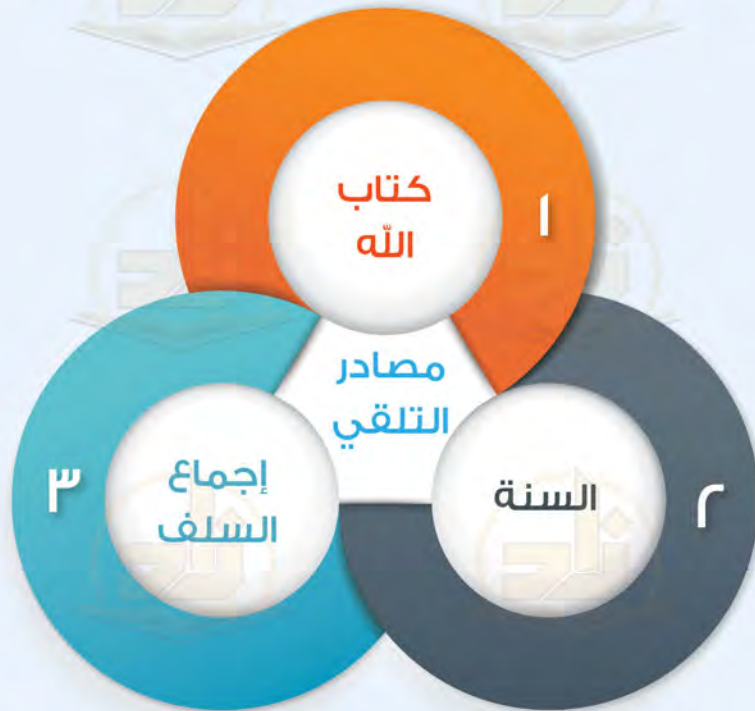 ١
كتاب
الله
مصادر
التلقي
٢
السنة
٣
إجماع
السلف